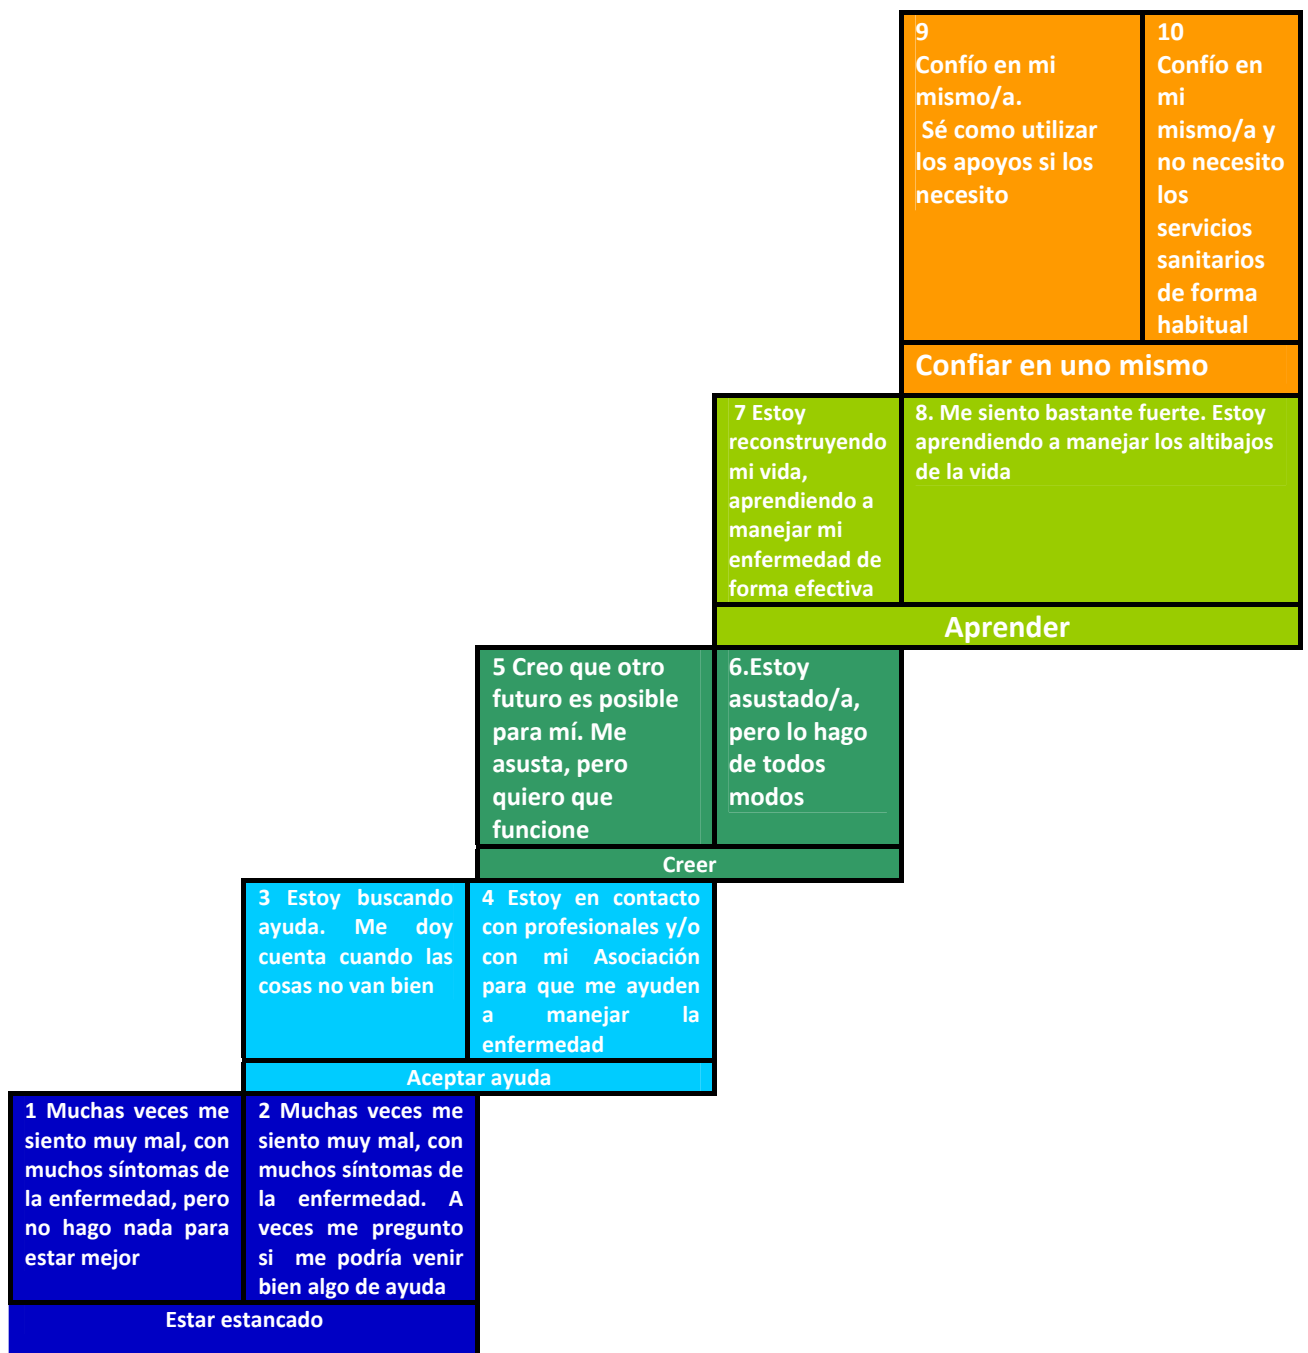 9
Confío en mi
mismo/a.
Sé como utilizar
los apoyos si los
necesito
10
Confío en
mi
mismo/a y
no necesito
los
servicios
sanitarios
de forma
habitual
Confiar en uno mismo
7 Estoy
reconstruyendo
mi vida,
aprendiendo a
manejar mi
enfermedad de
forma efectiva
8. Me siento bastante fuerte. Estoy
aprendiendo a manejar los altibajos
de la vida
Aprender
5 Creo que otro
futuro es posible
para mí. Me
asusta, pero
quiero que
funcione
6.Estoy
asustado/a,
pero lo hago
de todos
modos
Creer
3 Estoy buscando
ayuda. Me doy
cuenta cuando las
cosas no van bien
4 Estoy en contacto
con profesionales y/o
con mi Asociación
para que me ayuden
a manejar la
enfermedad
Aceptar ayuda
1 Muchas veces me
siento muy mal, con
muchos síntomas de
la enfermedad, pero
no hago nada para
estar mejor
2 Muchas veces me
siento muy mal, con
muchos síntomas de
la enfermedad. A
veces me pregunto
si me podría venir
bien algo de ayuda
Estar estancado